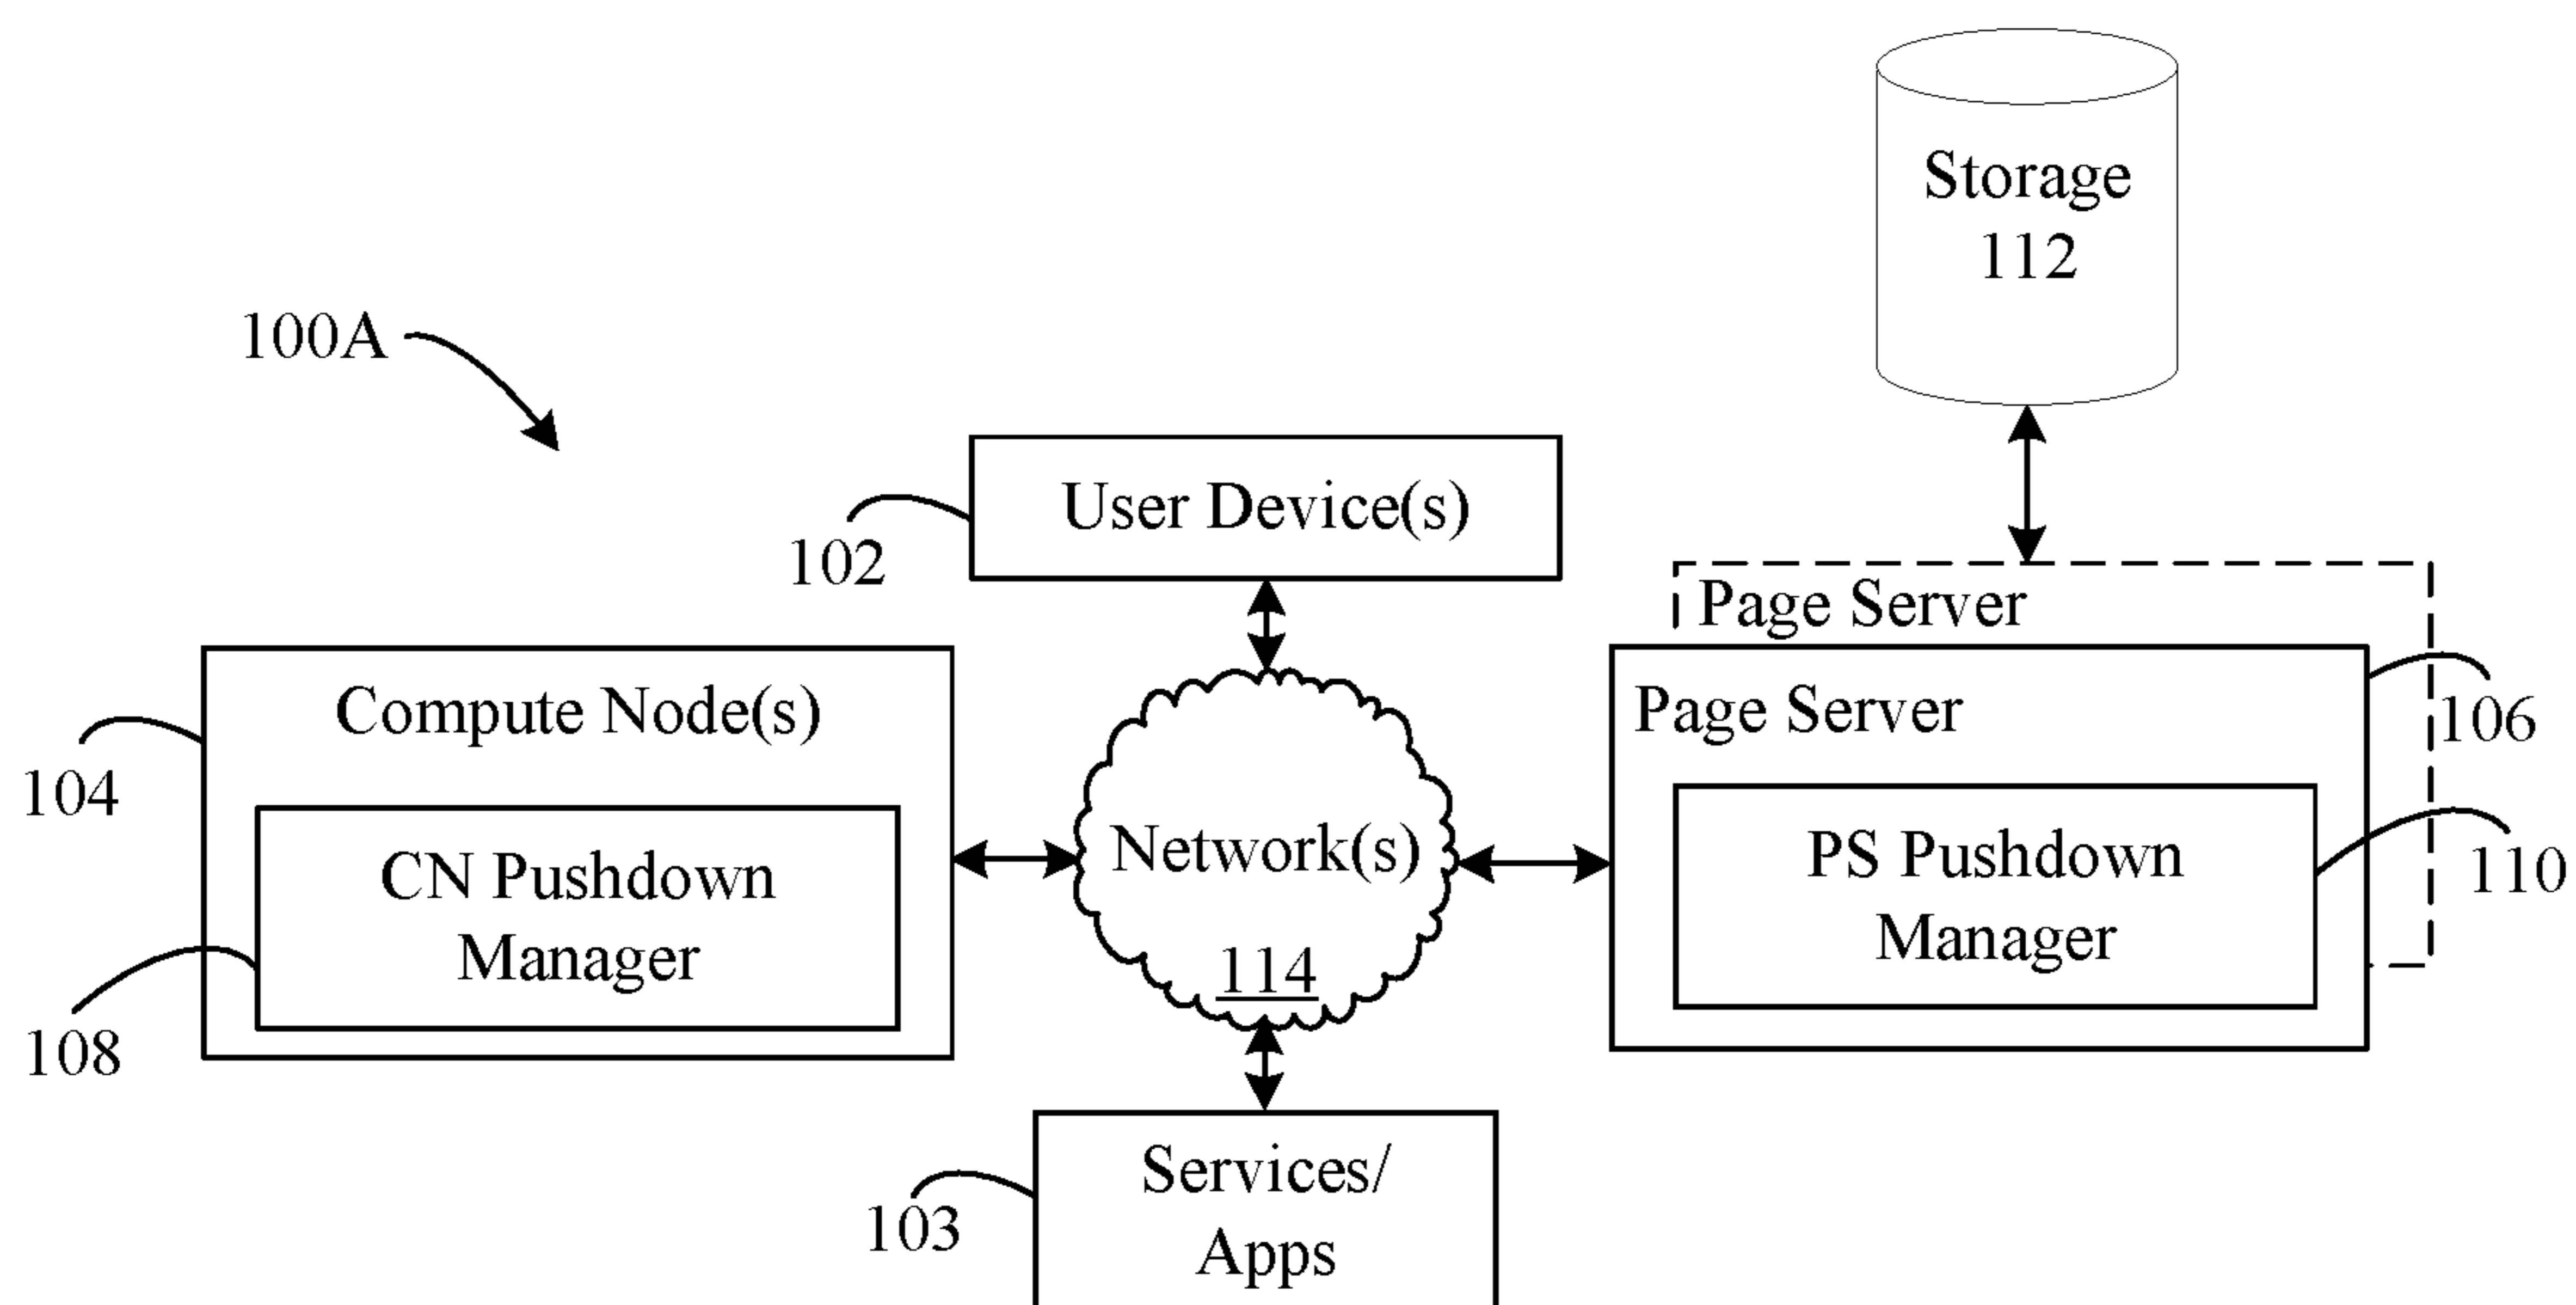 Storage
112
100A
User Device(s)
102
Page Server
Compute Node(s)
Page Server
106
104
CN Pushdown
Manager
Network(s)
PS Pushdown
Manager
110
114
108
Services/
Apps
103